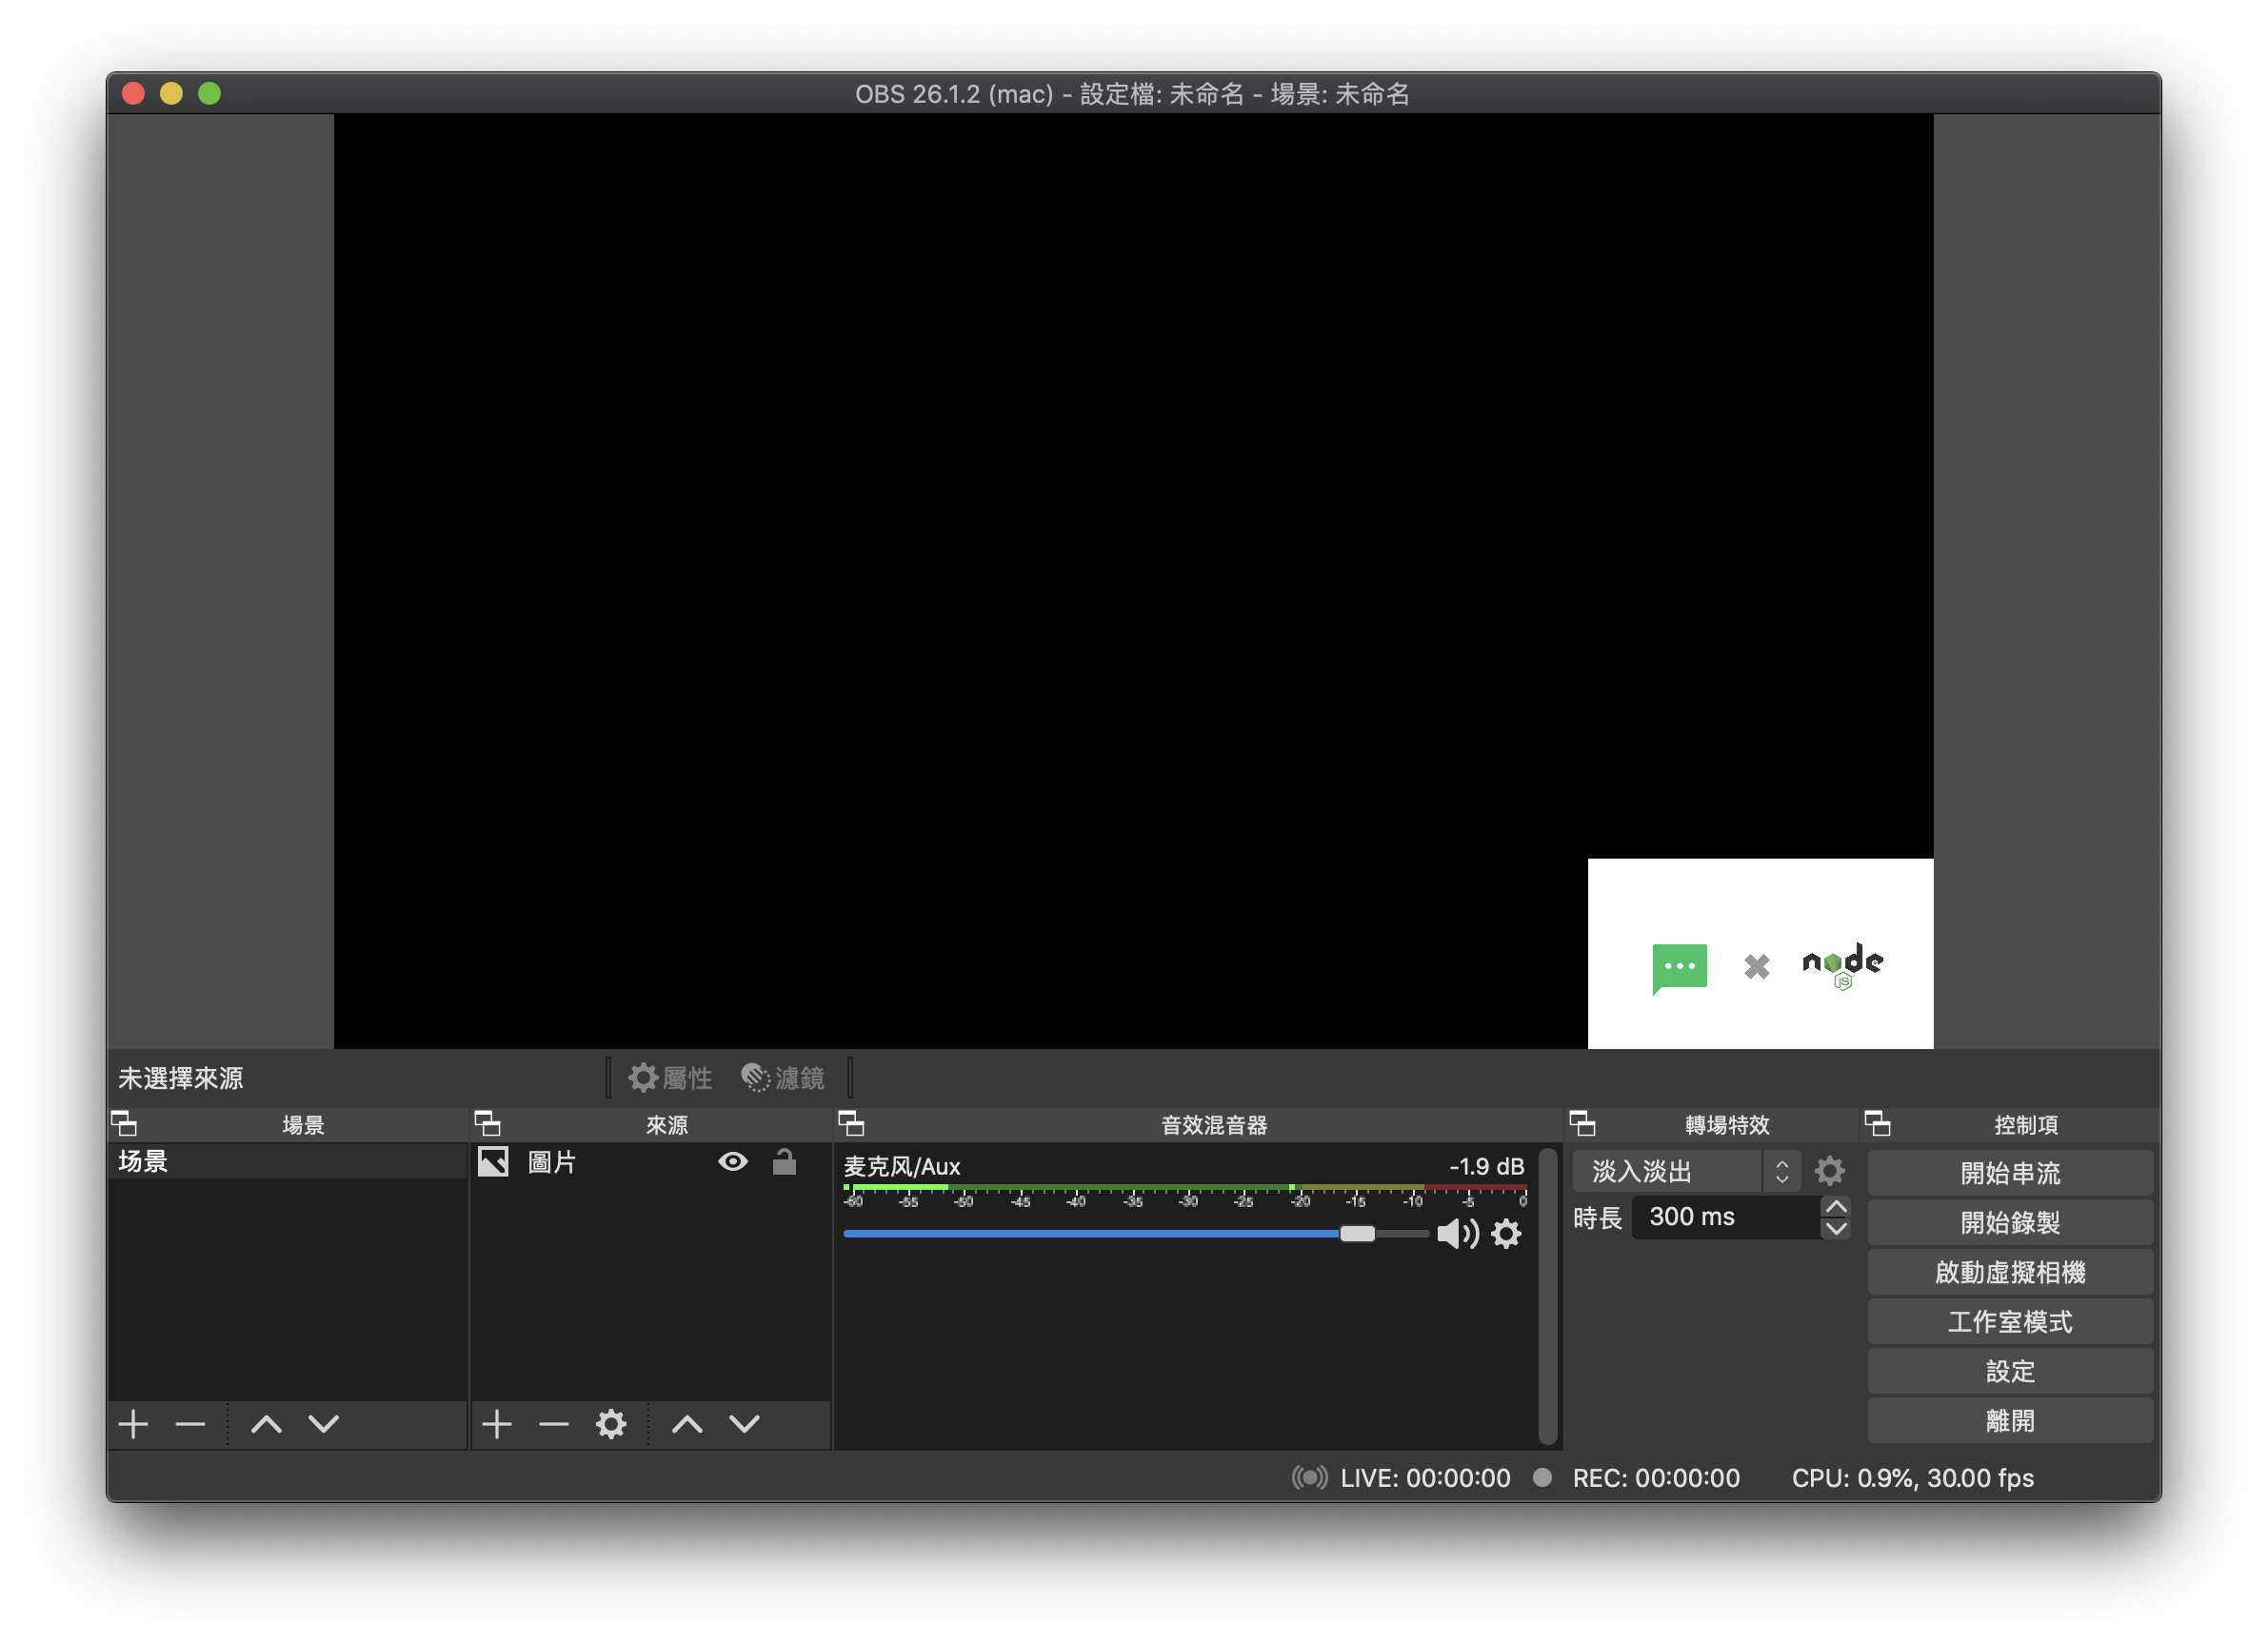 OBS 26.1.2 (mac) - 設定檔: 未命名 - 場景: 未命名
node
JS
未選擇來源
屬性
濾鏡
場景
场景
來源
圖片
音效混音器
麦克风/Aux
-1.9 dB
-60 -55 -50 -45 -40 -35 -30 -25 -20 -15 -10 -5 0
轉場特效
淡入淡出
時長 300 ms
控制項
開始串流
開始錄製
啟動虛擬相機
工作室模式
設定
離開
LIVE: 00:00:00 REC: 00:00:00 CPU: 0.9%, 30.00 fps